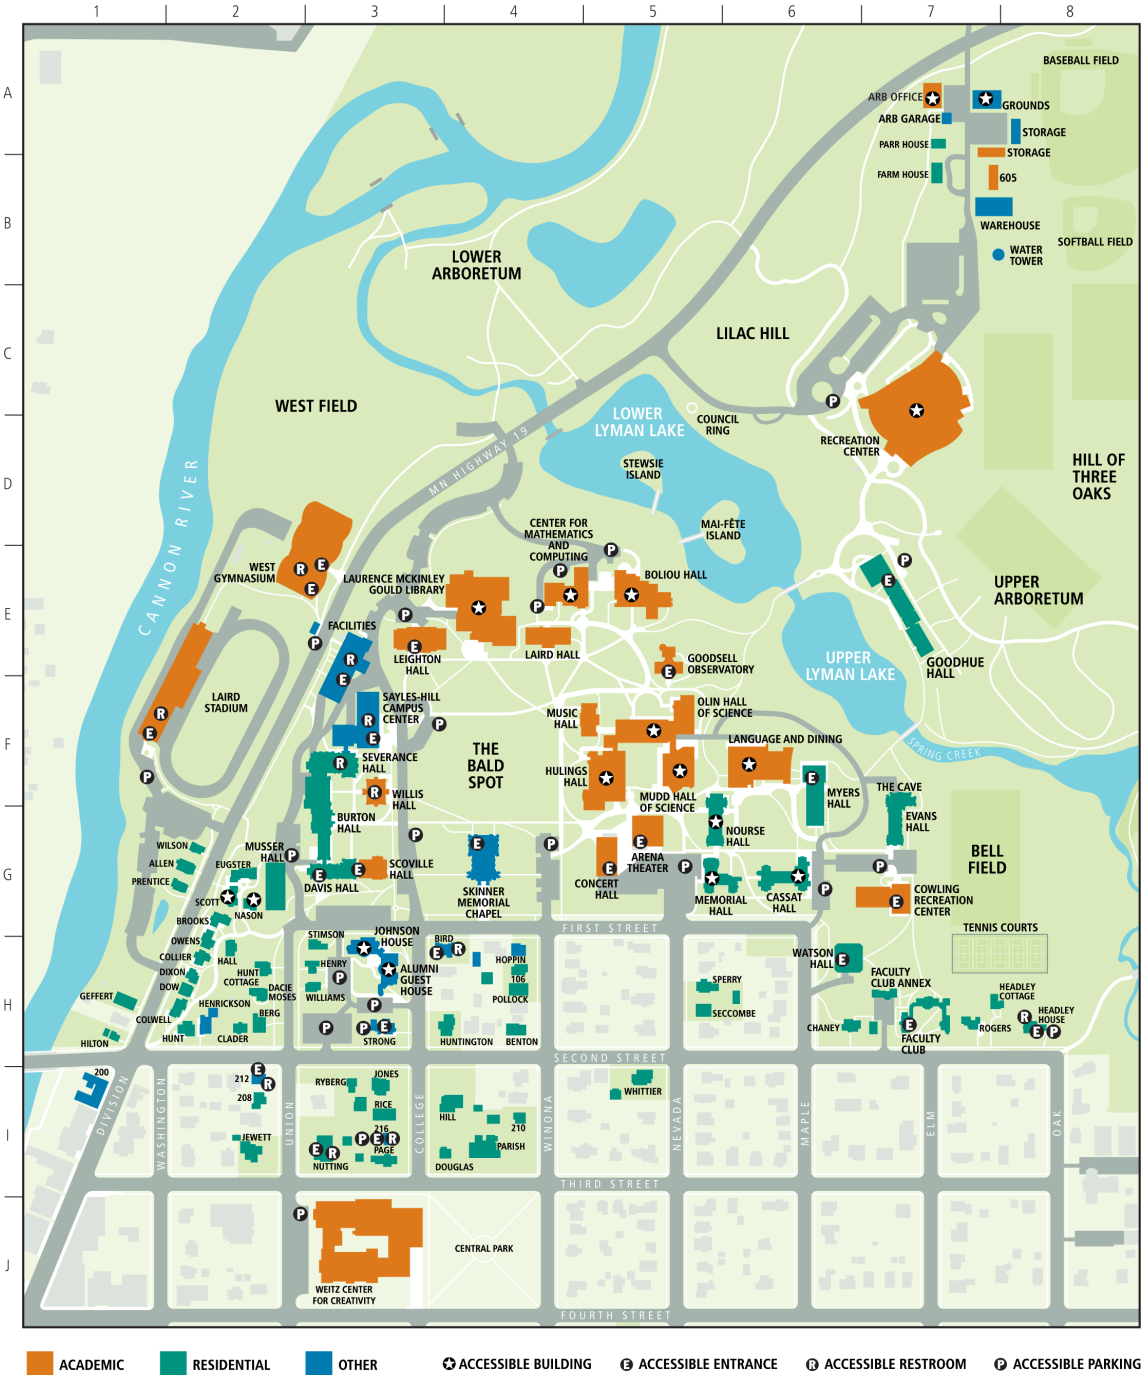 1 2 3 4 5 6 7 8
A
B
C
D
E
F
G
H
I
J
BASEBALL FIELD
ARB OFFICE
GROUNDS
ARB GARAGE
STORAGE
PARR HOUSE
STORAGE
FARM HOUSE
605
WAREHOUSE
SOFTBALL FIELD
WATER
TOWER
LOWER
ARBORETUM
LILAC HILL
WEST FIELD
LOWER
LYMAN LAKE
COUNCIL
RING
P
RECREATION
CENTER
MN HIGHWAY 19
STEWSIE
ISLAND
HILL OF
THREE
OAKS
CANNON RIVER
MAI-FÊTE
ISLAND
CENTER FOR
MATHEMATICS
AND
COMPUTING
P
P
P
BOLIOU HALL
P
E
WEST
GYMNASIUM
R
E
E
LAURENCE MCKINLEY
GOULD LIBRARY
P
UPPER
ARBORETUM
FACILITIES
P
R
E
E
LEIGHTON
HALL
LAIRD HALL
GOODSELL
OBSERVATORY
E
UPPER
LYMAN LAKE
GOODHUE
HALL
LAIRD
STADIUM
R
E
P
SAYLES-HILL
CAMPUS
CENTER
R
E
P
MUSIC
HALL
OLIN HALL
OF SCIENCE
SPRING CREEK
LANGUAGE AND DINING
THE
BALD
SPOT
SEVERANCE
HALL
R
HULINGS
HALL
MUDD HALL
OF SCIENCE
E
MYERS
HALL
THE CAVE
EVANS
HALL
R
WILLIS
HALL
BURTON
HALL
P
NOURSE
HALL
WILSON
ALLEN
PRENTICE
EUGSTER
MUSSER
HALL
P
E
P
E
ARENA
THEATER
P
BELL
FIELD
SCOTT
NASON
E
E
DAVIS HALL
SCOVILLE
HALL
SKINNER
MEMORIAL
CHAPEL
E
CONCERT
HALL
MEMORIAL
HALL
CASSAT
HALL
P
P
E
COWLING
RECREATION
CENTER
BROOKS
FIRST STREET
TENNIS COURTS
OWENS
COLLIER
HALL
DIXON
DOW
HUNT
COTTAGE
DACIE
MOSES
STIMSON
JOHNSON
HOUSE
HENRY
P
WILLIAMS
ALUMNI
GUEST
HOUSE
BIRD
E
R
HOPPIN
106
POLLOCK
SPERRY
SECCOMBE
WATSON
HALL
E
FACULTY
CLUB ANNEX
HEADLEY
COTTAGE
GEFFERT
COLWELL
HENRICKSON
BERG
P
P
P
E
STRONG
HILTON
HUNT
CLADER
HUNTINGTON
BENTON
CHANEY
E
FACULTY
CLUB
ROGERS
R
HEADLEY
HOUSE
E
P
SECOND STREET
200
DIVISION
WASHINGTON
212
E
R
208
JEWETT
UNION
RYBERG
JONES
RICE
216
P
E
R
PAGE
E
R
NUTTING
COLLEGE
HILL
210
PARISH
DOUGLAS
WINONA
WHITTIER
NEVADA
MAPLE
ELM
OAK
THIRD STREET
P
WEITZ CENTER
FOR CREATIVITY
CENTRAL PARK
FOURTH STREET
ACADEMIC
RESIDENTIAL
OTHER
ACCESSIBLE BUILDING
E ACCESSIBLE ENTRANCE
R ACCESSIBLE RESTROOM
P ACCESSIBLE PARKING